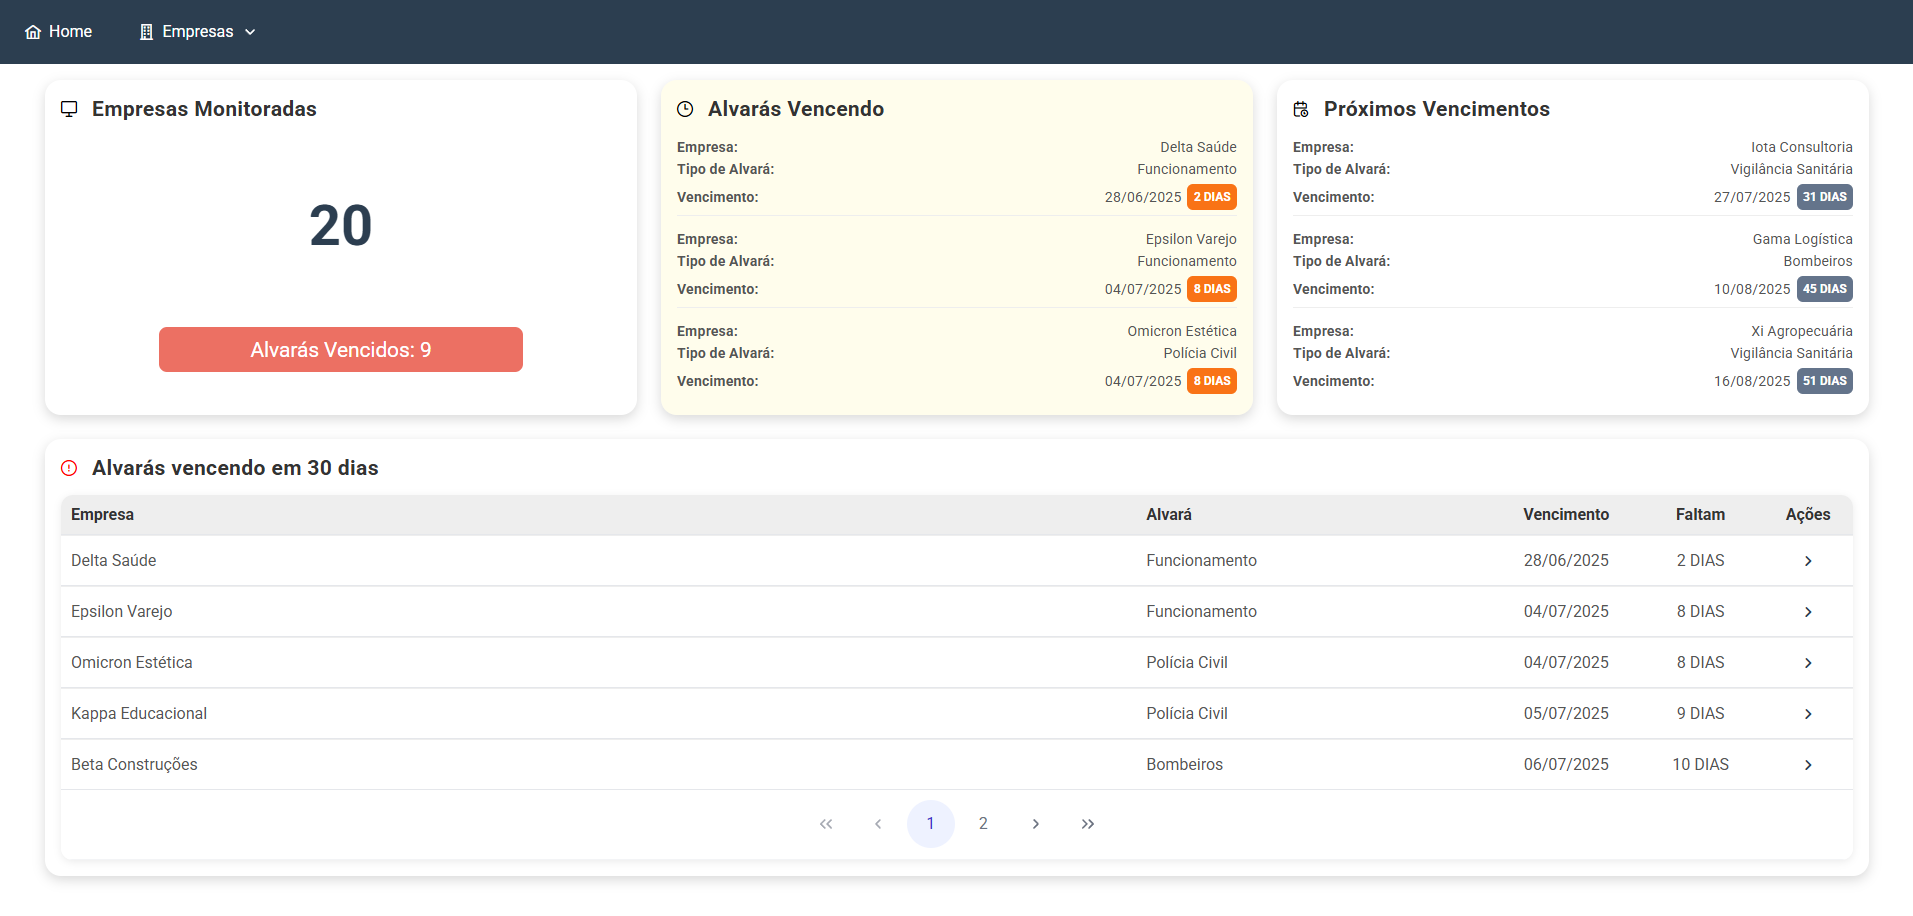 Home Empresas
Empresas Monitoradas
20
Alvarás Vencidos: 9
Alvarás Vencendo
Empresa: Delta Saúde
Tipo de Alvará: Funcionamento
Vencimento: 28/06/2025 2 DIAS
Empresa: Epsilon Varejo
Tipo de Alvará: Funcionamento
Vencimento: 04/07/2025 8 DIAS
Empresa: Omicron Estética
Tipo de Alvará: Polícia Civil
Vencimento: 04/07/2025 8 DIAS
Próximos Vencimentos
Empresa: Iota Consultoria
Tipo de Alvará: Vigilância Sanitária
Vencimento: 27/07/2025 31 DIAS
Empresa: Gama Logística
Tipo de Alvará: Bombeiros
Vencimento: 10/08/2025 45 DIAS
Empresa: Xi Agropecuária
Tipo de Alvará: Vigilância Sanitária
Vencimento: 16/08/2025 51 DIAS
Alvarás vencendo em 30 dias
Empresa Alvará Vencimento Faltam Ações
Delta Saúde Funcionamento 28/06/2025 2 DIAS
Epsilon Varejo Funcionamento 04/07/2025 8 DIAS
Omicron Estética Polícia Civil 04/07/2025 8 DIAS
Kappa Educacional Polícia Civil 05/07/2025 9 DIAS
Beta Construções Bombeiros 06/07/2025 10 DIAS
1 2